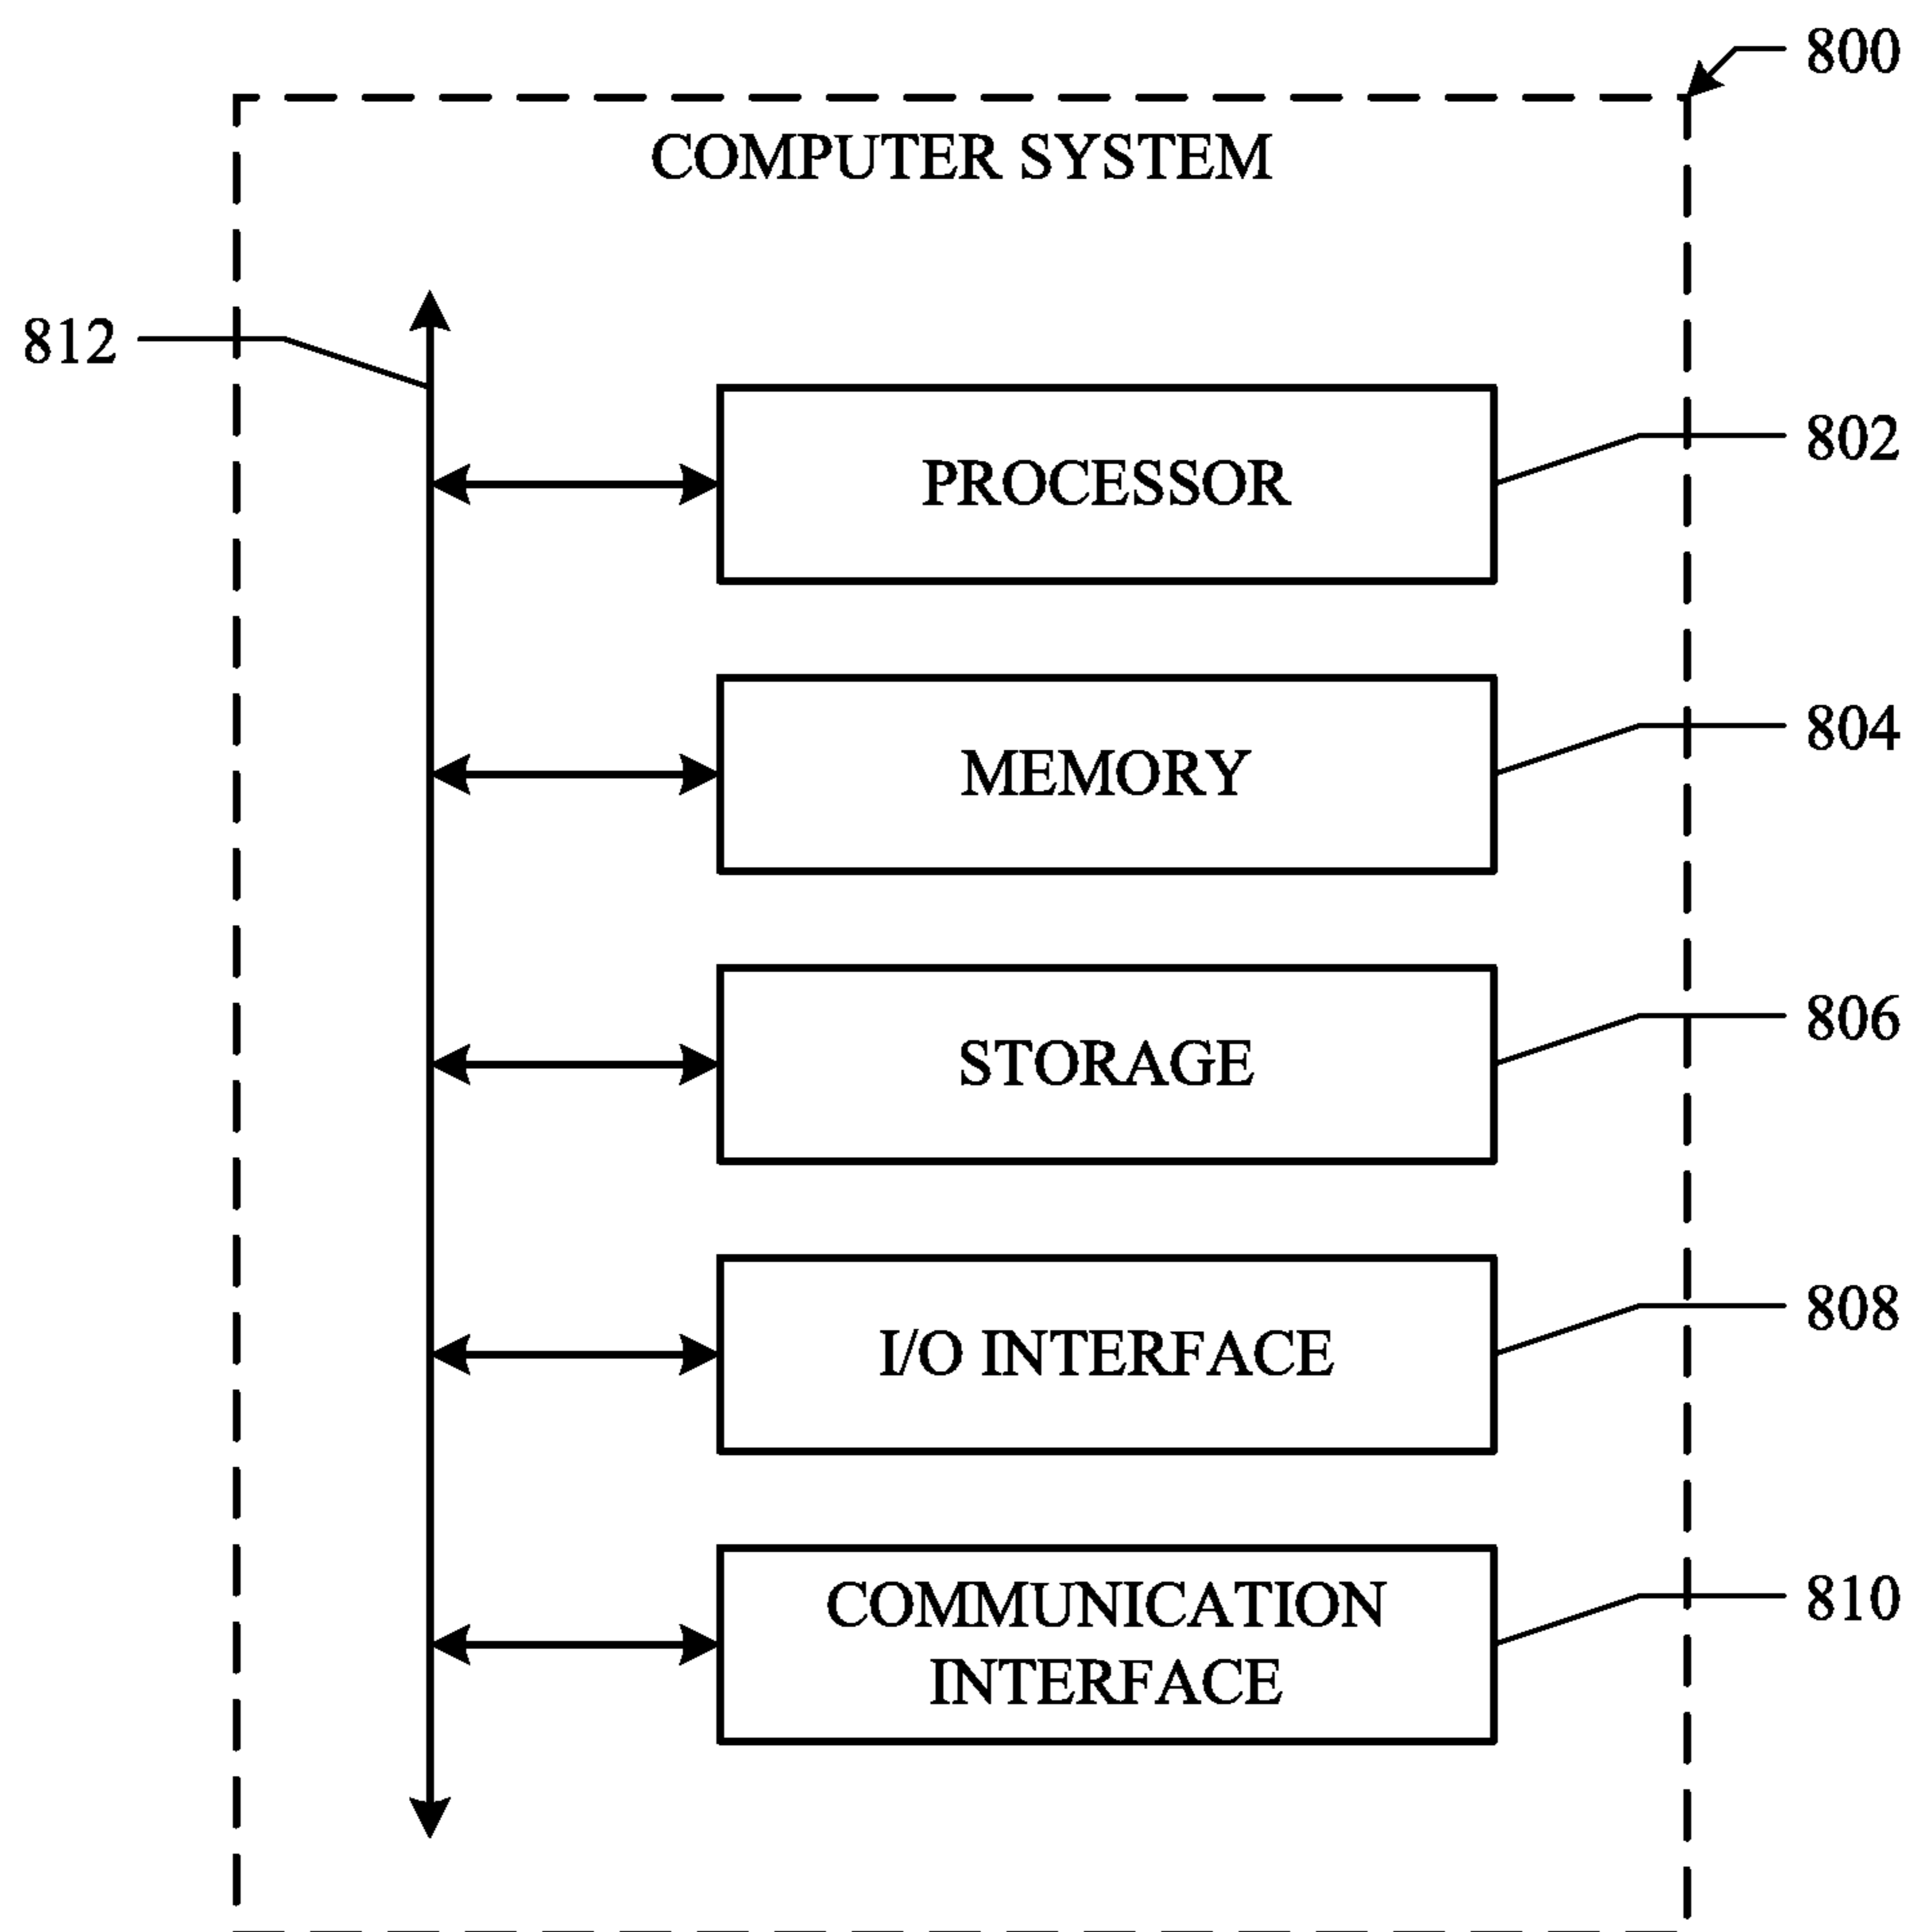 800
COMPUTER SYSTEM
812
802
PROCESSOR
804
MEMORY
806
STORAGE
808
I/O INTERFACE
810
COMMUNICATION
INTERFACE